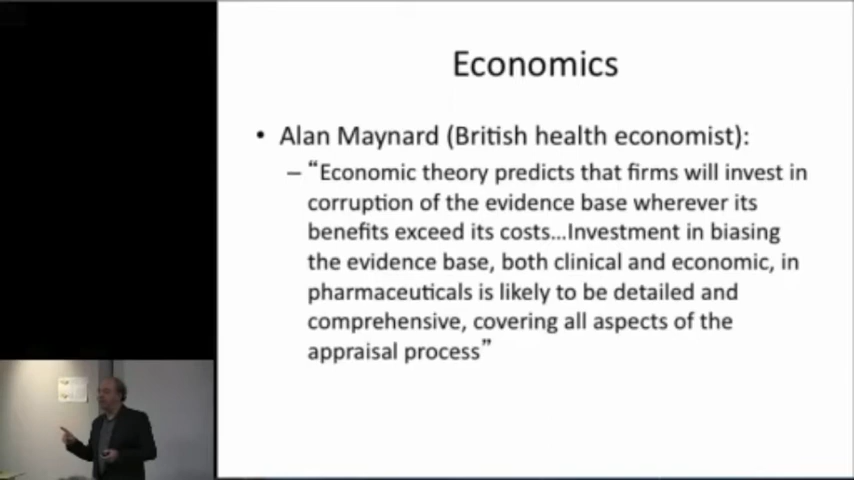 Economics
• Alan Maynard (British health economist):
– “Economic theory predicts that firms will invest in
corruption of the evidence base wherever its
benefits exceed its costs…Investment in biasing
the evidence base, both clinical and economic, in
pharmaceuticals is likely to be detailed and
comprehensive, covering all aspects of the
appraisal process”